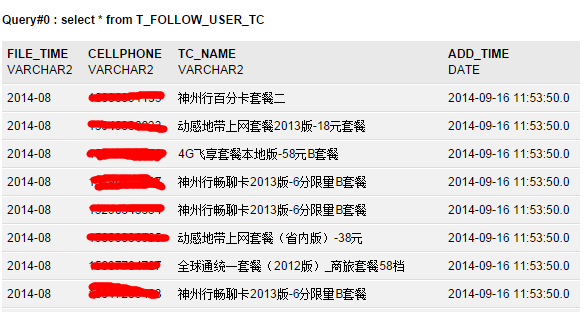 Query#0 : select * from T_FOLLOW_USER_TC
FILE_TIME CELLPHONE TC_NAME ADD_TIME
VARCHAR2 VARCHAR2 VARCHAR2 DATE
2014-08 神州行百分卡套餐二 2014-09-16 11:53:50.0
2014-08 动感地带上网套餐2013版-18元套餐 2014-09-16 11:53:50.0
2014-08 4G飞享套餐本地版-58元B套餐 2014-09-16 11:53:50.0
2014-08 神州行畅聊卡2013版-6分限量B套餐 2014-09-16 11:53:50.0
2014-08 神州行畅聊卡2013版-6分限量B套餐 2014-09-16 11:53:50.0
2014-08 动感地带上网套餐（省内版）-38元 2014-09-16 11:53:50.0
2014-08 全球通统一套餐（2012版）_商旅套餐58档 2014-09-16 11:53:50.0
2014-08 神州行畅聊卡2013版-6分限量B套餐 2014-09-16 11:53:50.0